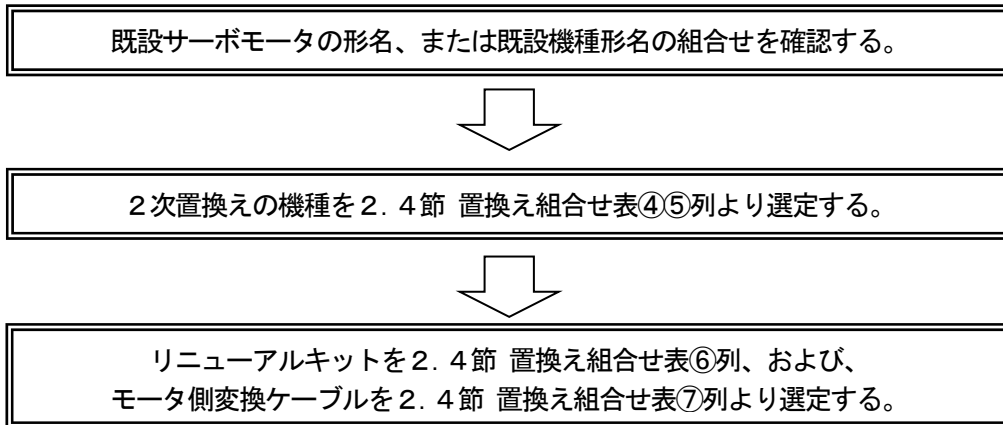 既設サーボモータの形名、または既設機種形名の組合せを確認する。
２次置換えの機種を２．４節 置換え組合せ表④⑤列より選定する。
リニューアルキットを２．４節 置換え組合せ表⑥列、および、
モータ側変換ケーブルを２．４節 置換え組合せ表⑦列より選定する。